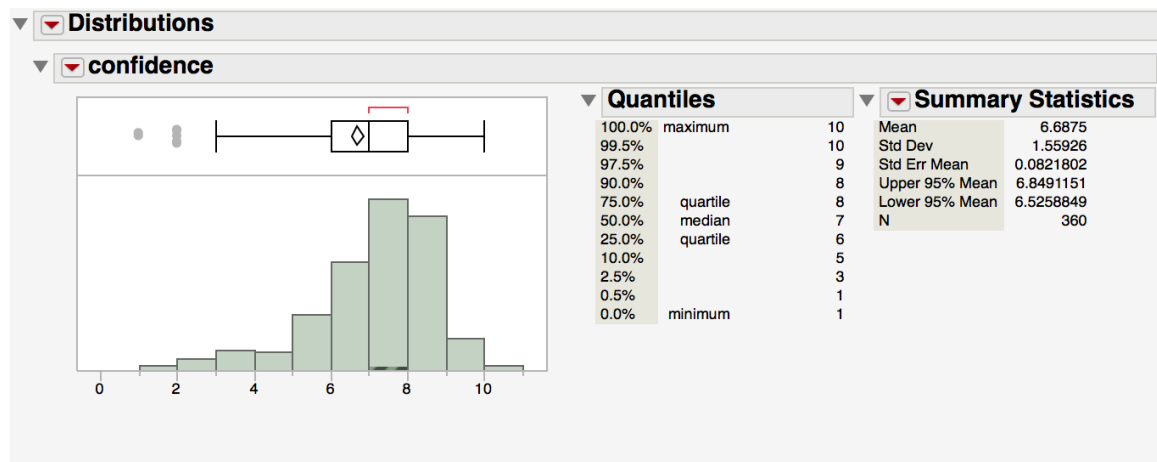 Distributions
confidence
0 2 4 6 8 10
Quantiles
100.0% maximum 10
99.5% 10
97.5% 9
90.0% 8
75.0% quartile 8
50.0% median 7
25.0% quartile 6
10.0% 5
2.5% 3
0.5% 1
0.0% minimum 1
Summary Statistics
Mean 6.6875
Std Dev 1.55926
Std Err Mean 0.0821802
Upper 95% Mean 6.8491151
Lower 95% Mean 6.5258849
N 360